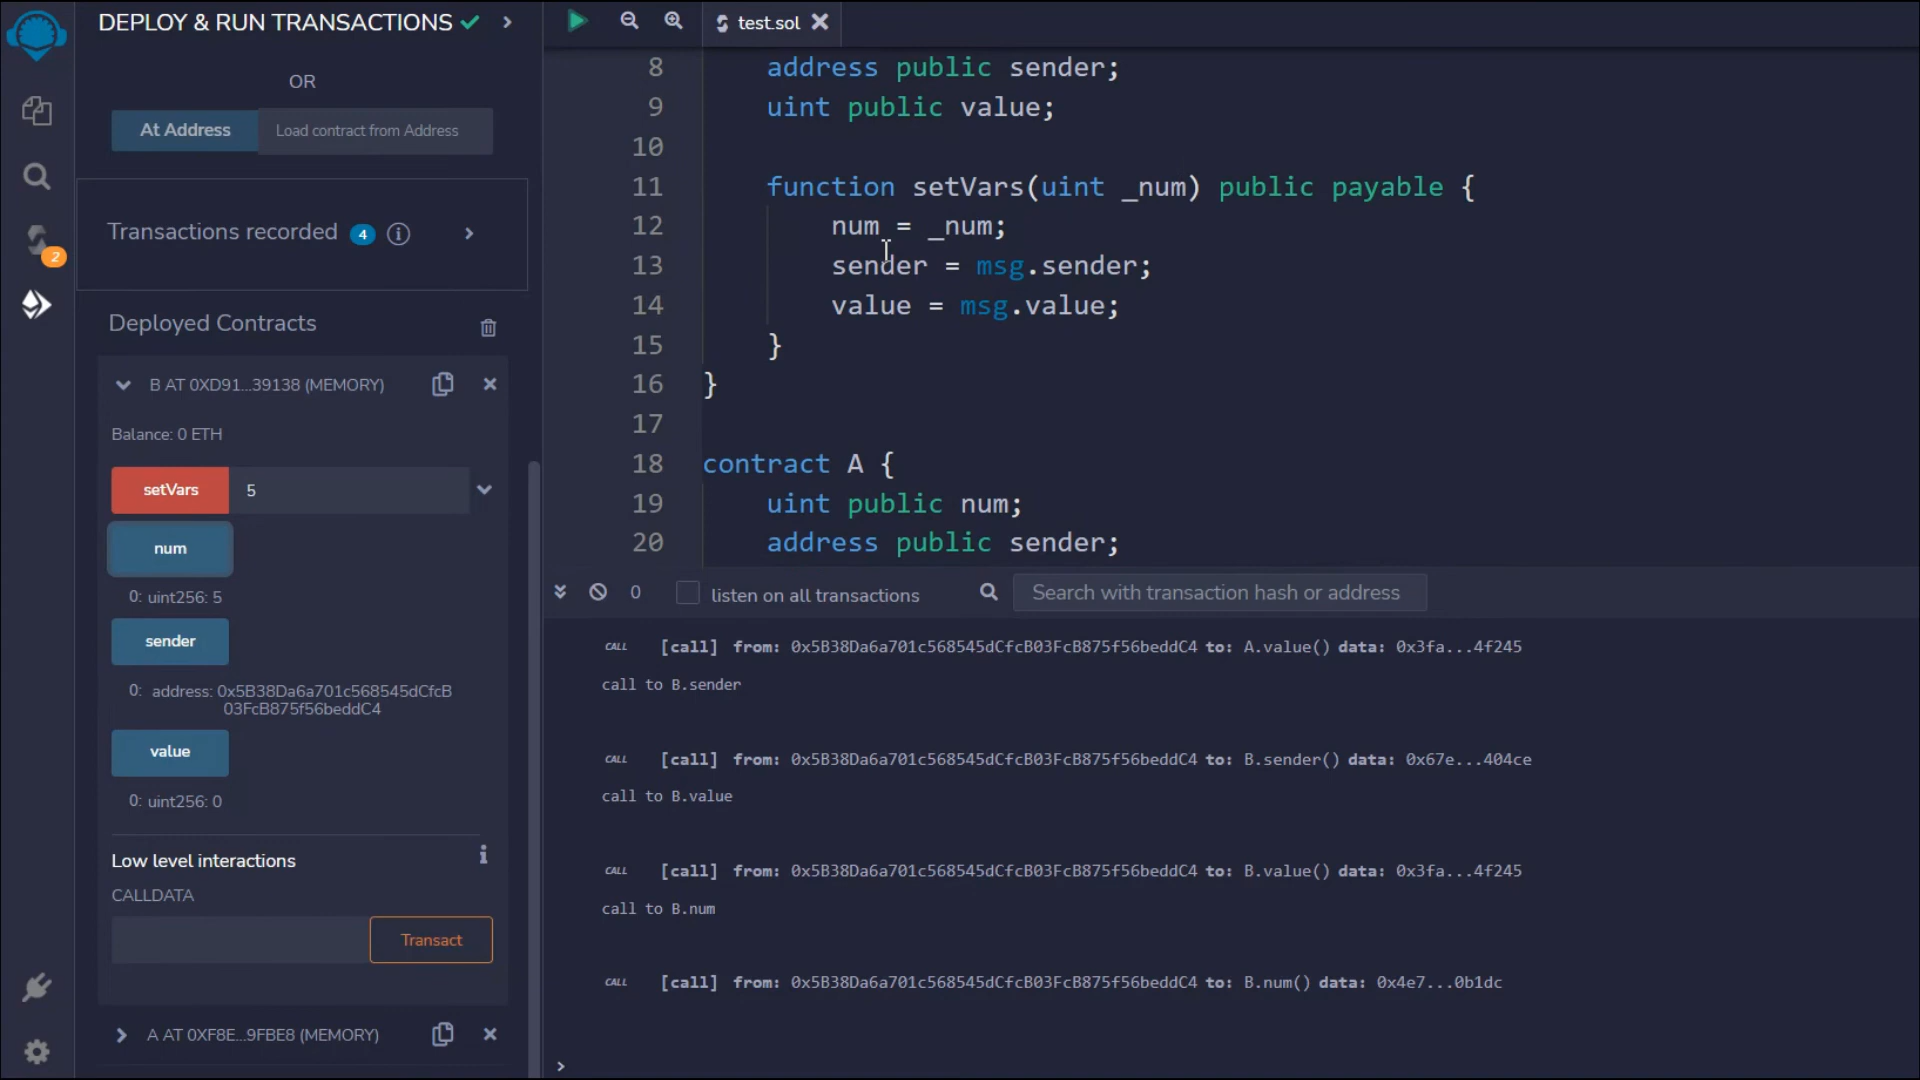 DEPLOY & RUN TRANSACTIONS
OR
At Address
Load contract from Address
Transactions recorded 4
2
Deployed Contracts
B AT 0XD91...39138 (MEMORY)
Balance: 0 ETH
setVars 5
num
0: uint256: 5
sender
0: address: 0x5B38Da6a701c568545dCfcB
03FcB875f56beddC4
value
0: uint256: 0
Low level interactions
CALLDATA
Transact
A AT 0XF8E...9FBE8 (MEMORY)
test.sol
8 address public sender;
9 uint public value;
10
11 function setVars(uint _num) public payable {
12 num = _num;
13 sender = msg.sender;
14 value = msg.value;
15 }
16 }
17
18 contract A {
19 uint public num;
20 address public sender;
0 listen on all transactions Search with transaction hash or address
CALL [call] from: 0x5B38Da6a701c568545dCfcB03FcB875f56beddC4 to: A.value() data: 0x3fa...4f245
call to B.sender
CALL [call] from: 0x5B38Da6a701c568545dCfcB03FcB875f56beddC4 to: B.sender() data: 0x67e...404ce
call to B.value
CALL [call] from: 0x5B38Da6a701c568545dCfcB03FcB875f56beddC4 to: B.value() data: 0x3fa...4f245
call to B.num
CALL [call] from: 0x5B38Da6a701c568545dCfcB03FcB875f56beddC4 to: B.num() data: 0x4e7...0b1dc
>